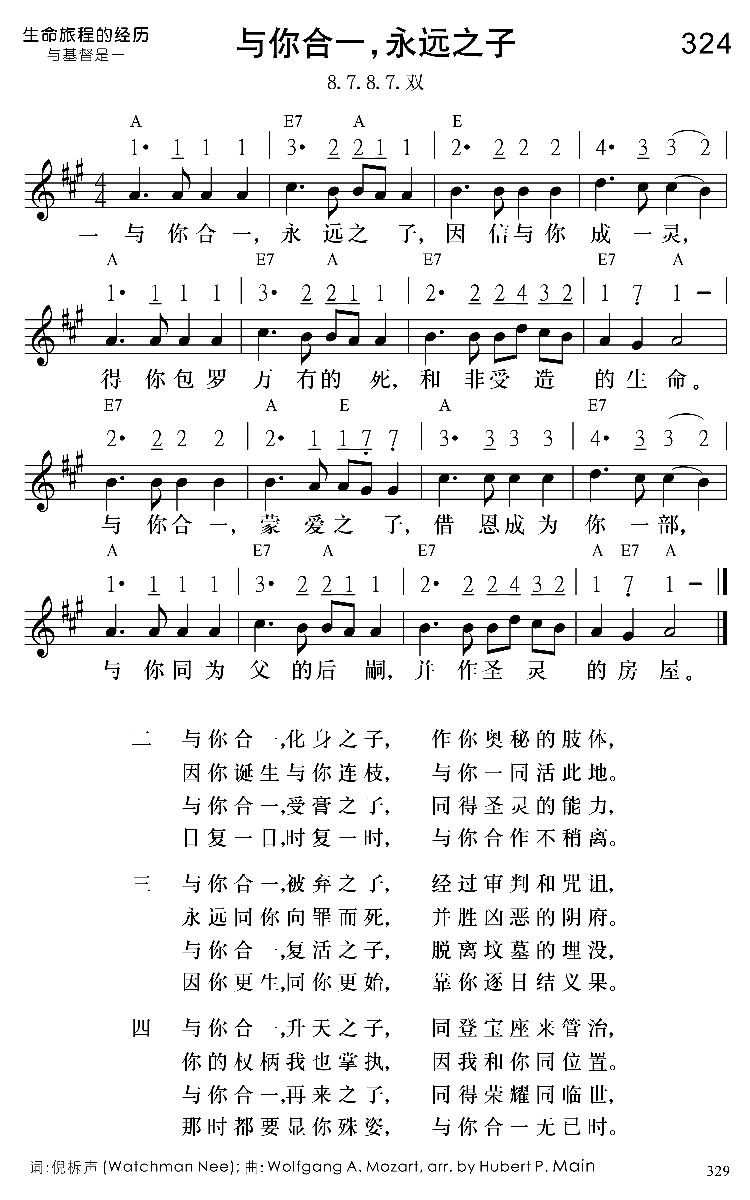 生命旅程的经历
与基督是一
与你合一，永远之子
324
8.7.8.7.双
A E7 A E
1• 1 1 1 | 3• 2 2 1 1 | 2• 2 2 2 | 4• 3 3 2
一 与 你合一，永 远之 子，因 信与你 成 一灵，
A E7 A E7 E7 A
1• 1 1 1 | 3• 2 2 1 1 | 2• 2 2 4 3 2 | 1 7 1 –
得 你包罗 万 有的 死，和 非受 造 的生命。
E7 A E A E7
2• 2 2 2 | 2• 1 1 7 7 | 3• 3 3 3 | 4• 3 3 2
与 你合一，蒙 爱之 子，借 恩成为 你 一部，
A E7 A E7 A E7 A
1• 1 1 1 | 3• 2 2 1 1 | 2• 2 2 4 3 2 | 1 7 1 –
与 你同为 父 的后 嗣，并 作圣 灵 的房屋。
二 与你合一,化身之子， 作你奥秘的肢体，
因你诞生与你连枝， 与你一同活此地。
与你合一,受膏之子， 同得圣灵的能力，
日复一日,时复一时， 与你合作不稍离。
三 与你合一,被弃之子， 经过审判和咒诅，
永远同你向罪而死， 并胜凶恶的阴府。
与你合一,复活之子， 脱离坟墓的埋没，
因你更生,同你更始， 靠你逐日结义果。
四 与你合一,升天之子， 同登宝座来管治，
你的权柄我也掌执， 因我和你同位置。
与你合一,再来之子， 同得荣耀同临世，
那时都要显你殊姿， 与你合一无已时。
词:倪柝声 (Watchman Nee); 曲: Wolfgang A. Mozart, arr. by Hubert P. Main
329